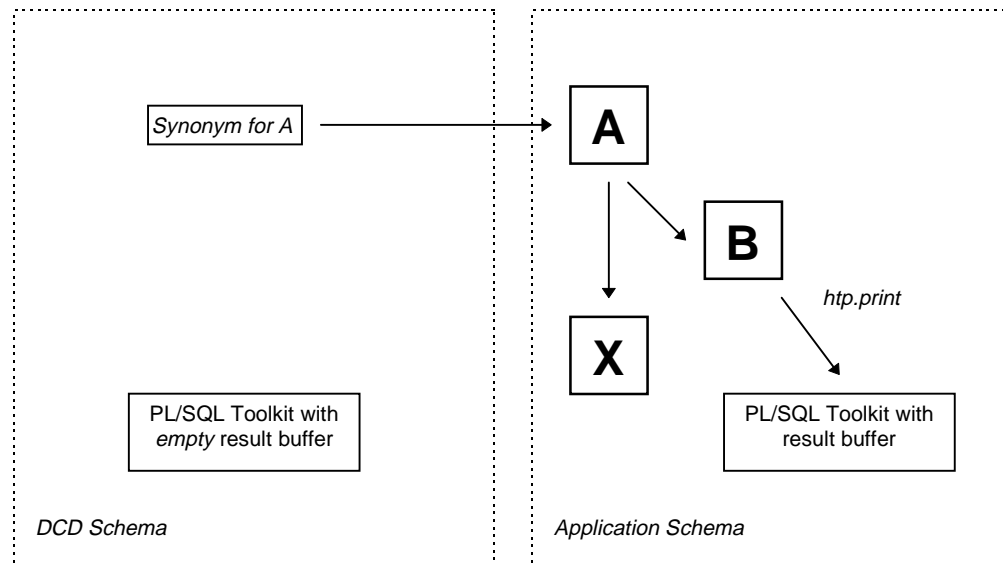 Synonym for A
A
B
htp.print
X
PL/SQL Toolkit with
empty result buffer
PL/SQL Toolkit with
result buffer
DCD Schema
Application Schema